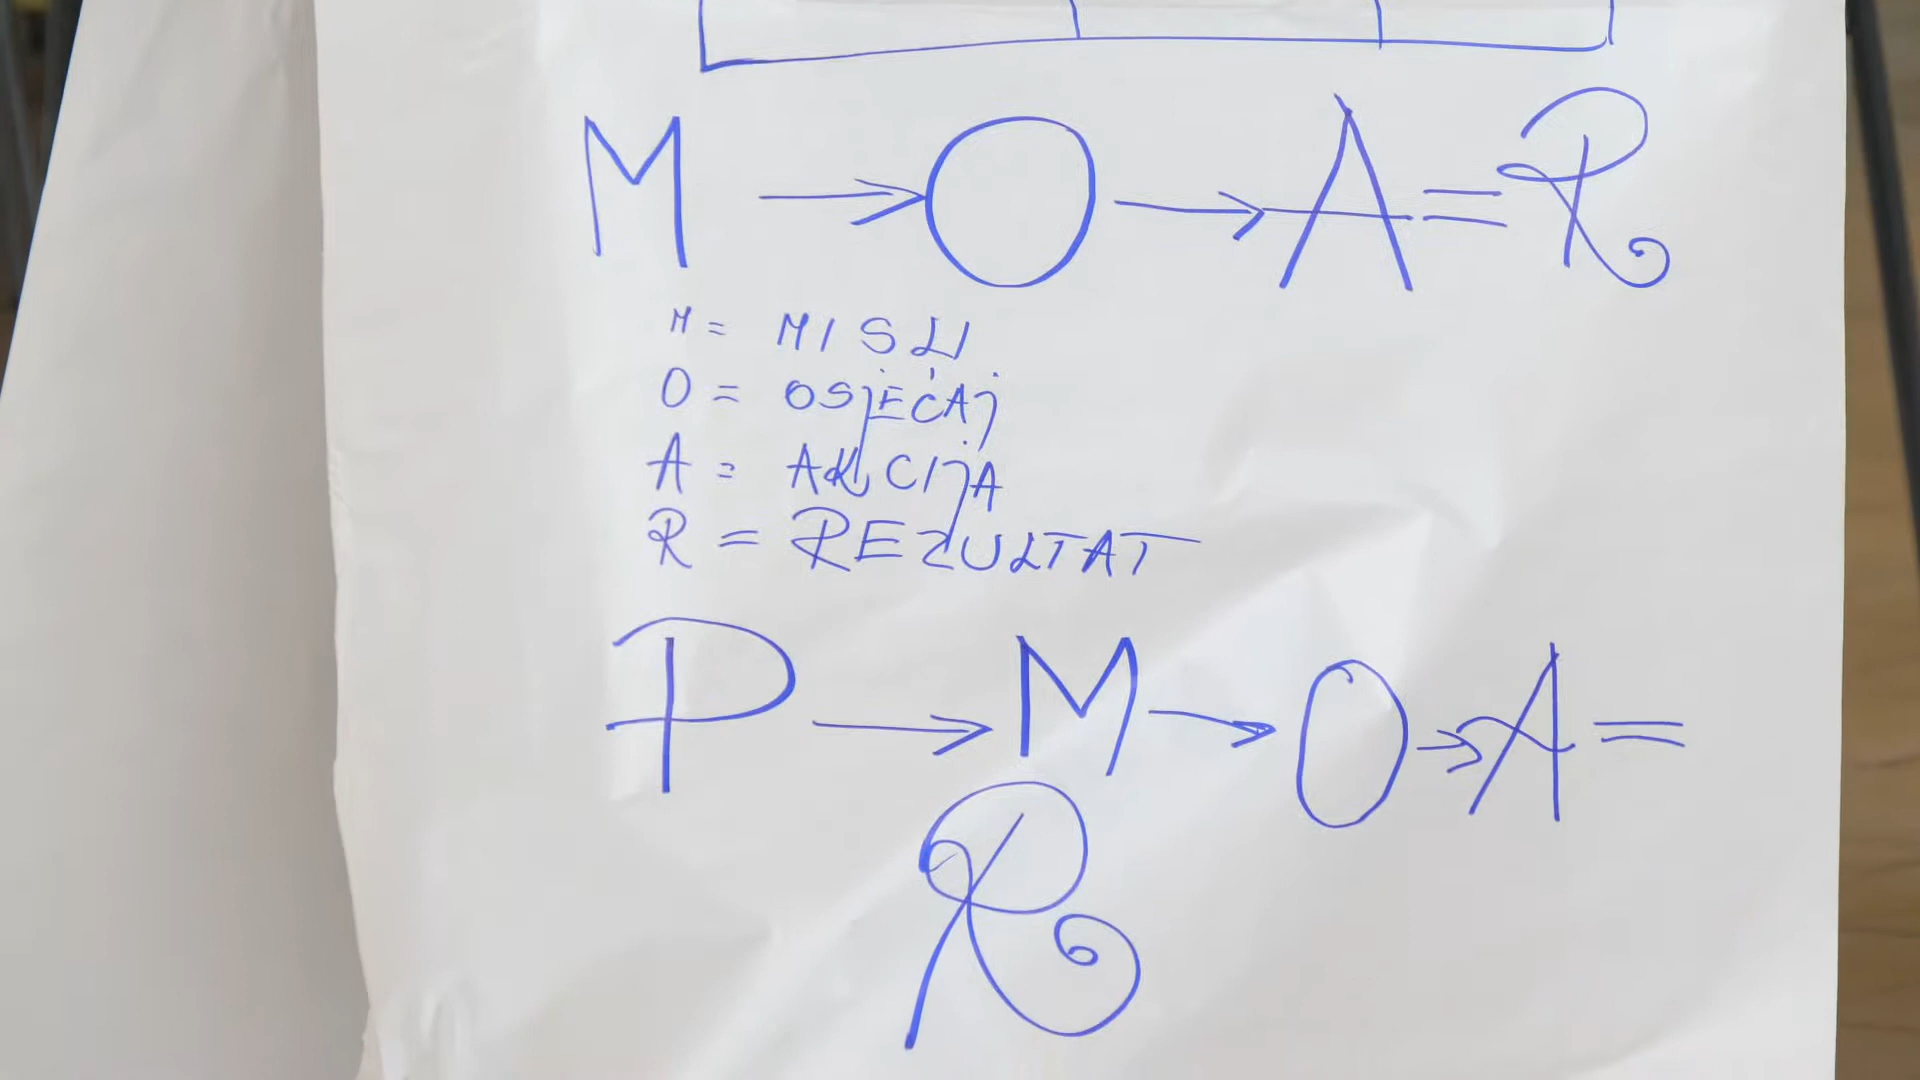 M → O → A = R
M = MISLI
O = OSJEĆAJ
A = AKCIJA
R = REZULTAT
P → M → O → A =
R